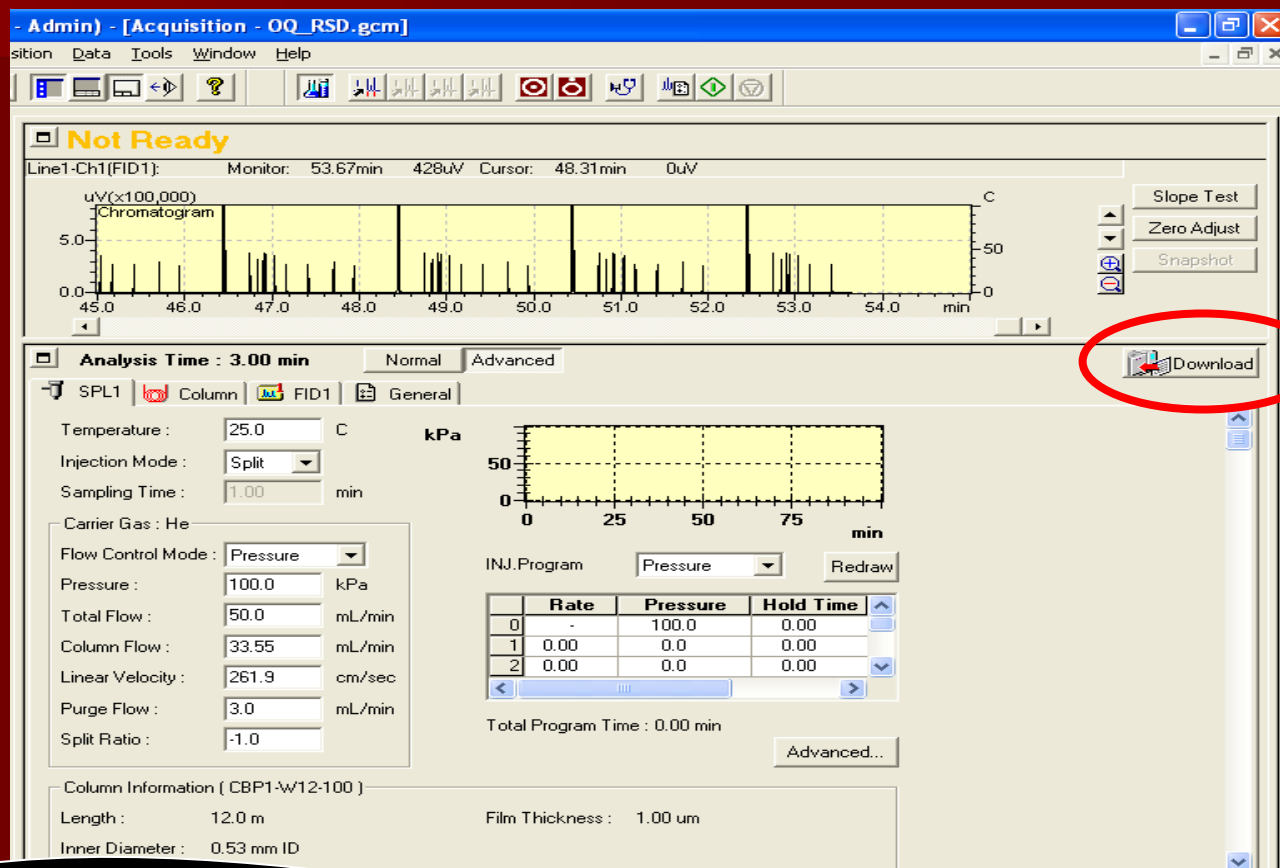 - Admin) - [Acquisition - OQ_RSD.gcm]
sition Data Tools Window Help
Not Ready
Line1-Ch1(FID1): Monitor: 53.67min 428uV Cursor: 48.31min 0uV
uV(x100,000) C
Chromatogram
5.0 50
0.0 0
45.0 46.0 47.0 48.0 49.0 50.0 51.0 52.0 53.0 54.0 min
Slope Test
Zero Adjust
Snapshot
Analysis Time : 3.00 min Normal Advanced Download
SPL1 Column FID1 General
Temperature : 25.0 C
Injection Mode : Split
Sampling Time : 1.00 min
Carrier Gas : He
Flow Control Mode : Pressure
Pressure : 100.0 kPa
Total Flow : 50.0 mL/min
Column Flow : 33.55 mL/min
Linear Velocity : 261.9 cm/sec
Purge Flow : 3.0 mL/min
Split Ratio : -1.0
kPa
50
0
0 25 50 75
min
INJ.Program Pressure Redraw
Rate Pressure Hold Time
0 - 100.0 0.00
1 0.00 0.0 0.00
2 0.00 0.0 0.00
Total Program Time : 0.00 min
Advanced...
Column Information ( CBP1-W12-100 )
Length : 12.0 m Film Thickness : 1.00 um
Inner Diameter : 0.53 mm ID